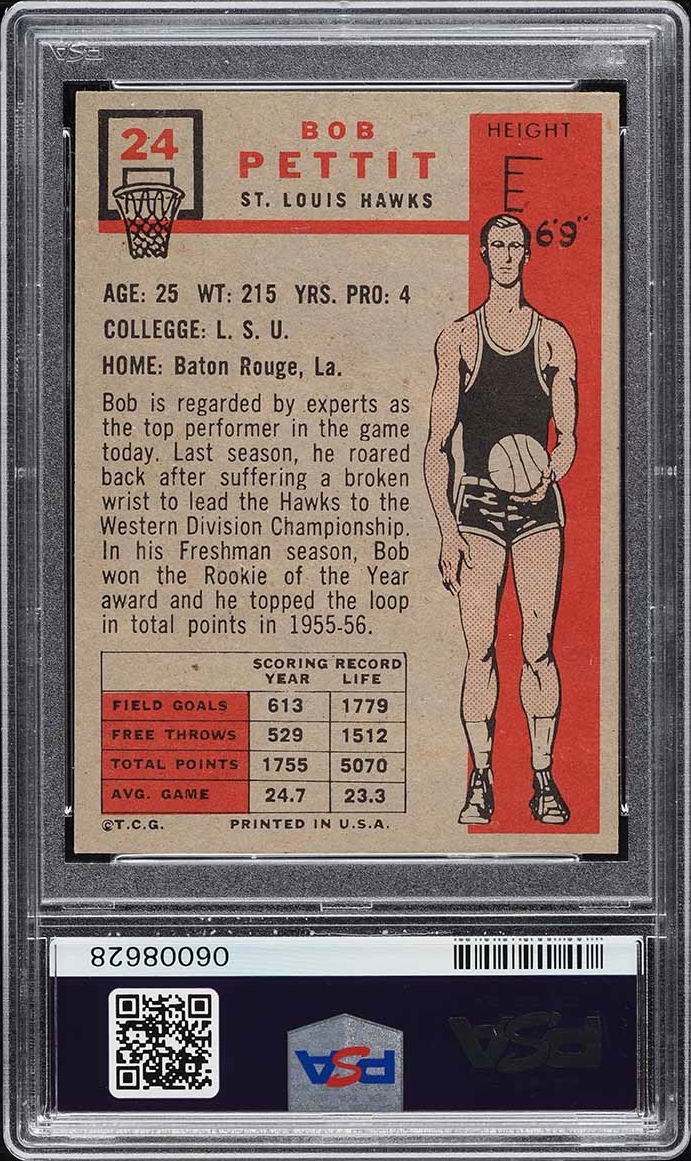 24
BOB
PETTIT
ST. LOUIS HAWKS
HEIGHT
6'9"
AGE: 25 WT: 215 YRS. PRO: 4
COLLEGGE: L. S. U.
HOME: Baton Rouge, La.
Bob is regarded by experts as
the top performer in the game
today. Last season, he roared
back after suffering a broken
wrist to lead the Hawks to the
Western Division Championship.
In his Freshman season, Bob
won the Rookie of the Year
award and he topped the loop
in total points in 1955-56.
SCORING RECORD
YEAR LIFE
FIELD GOALS 613 1779
FREE THROWS 529 1512
TOTAL POINTS 1755 5070
AVG. GAME 24.7 23.3
©T.C.G. PRINTED IN U.S.A.
06008628
PSA
PSA
PSA